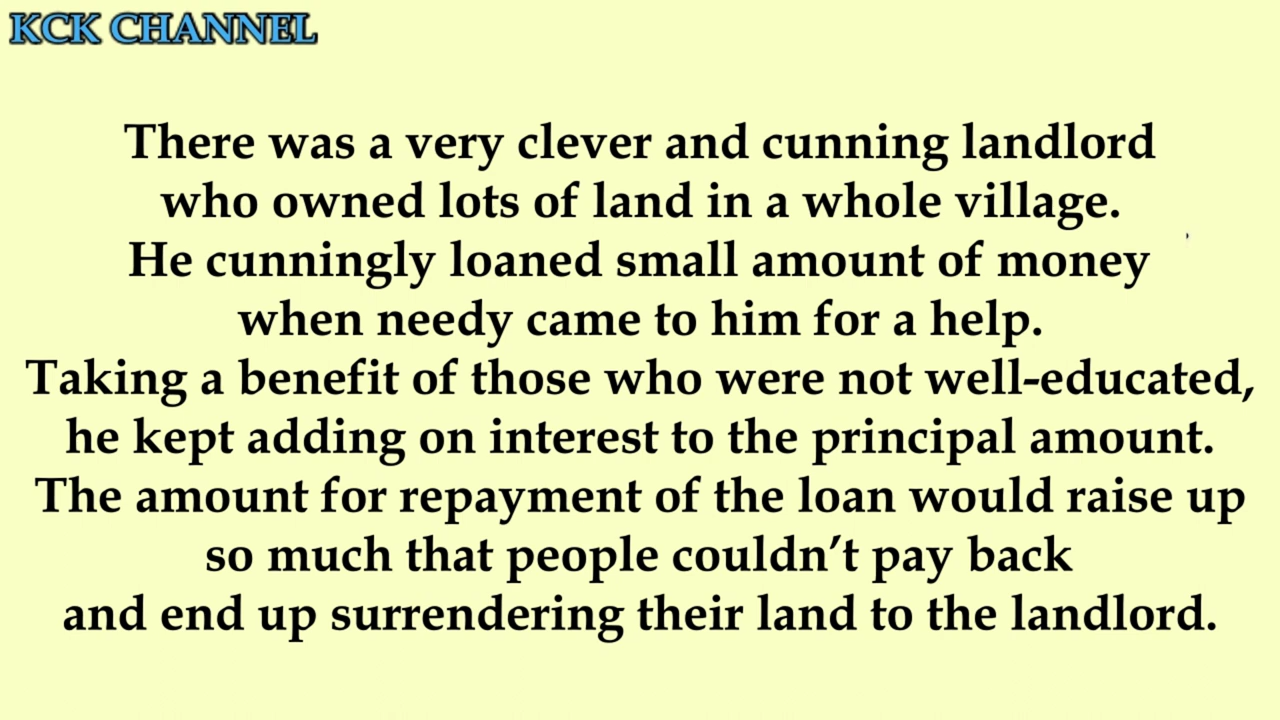 KCK CHANNEL
There was a very clever and cunning landlord
who owned lots of land in a whole village.
He cunningly loaned small amount of money
when needy came to him for a help.
Taking a benefit of those who were not well-educated,
he kept adding on interest to the principal amount.
The amount for repayment of the loan would raise up
so much that people couldn’t pay back
and end up surrendering their land to the landlord.